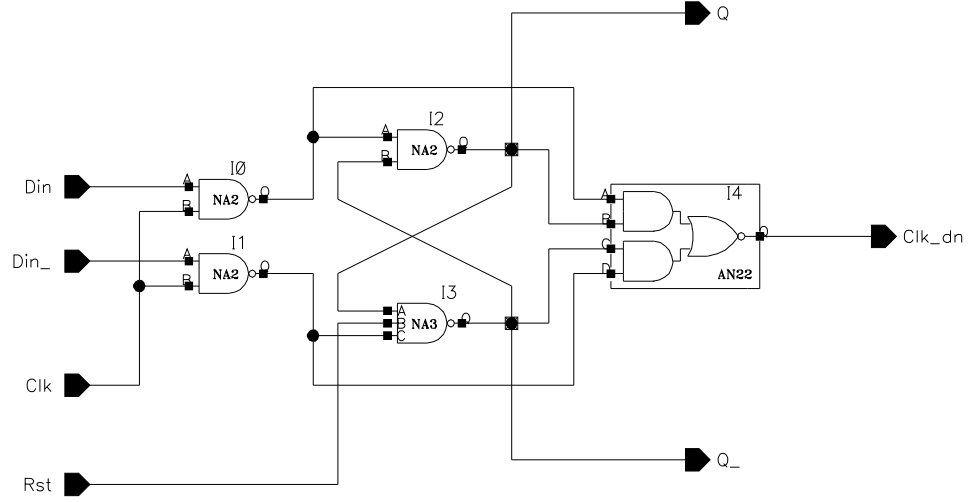 Q
I2
A
NA2
O
B
I0
Din
A
NA2
O
B
I4
A
B
C
D
O
AN22
Clk_dn
I1
Din_
A
NA2
O
B
I3
A
B
C
NA3
O
Clk
Q_
Rst